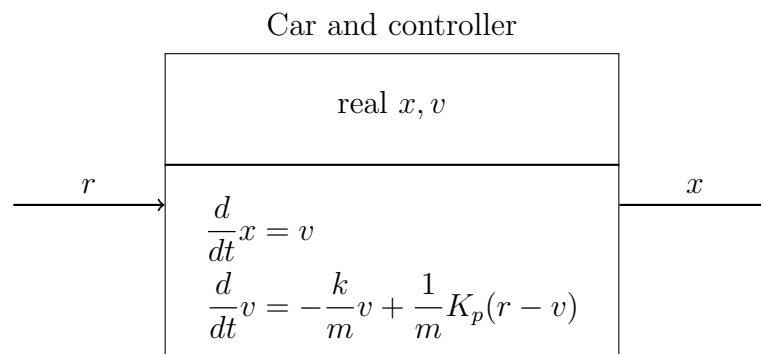 Car and controller
real x, v
r
x
d/dt x = v
d/dt v = -k/m v + 1/m K_p(r - v)